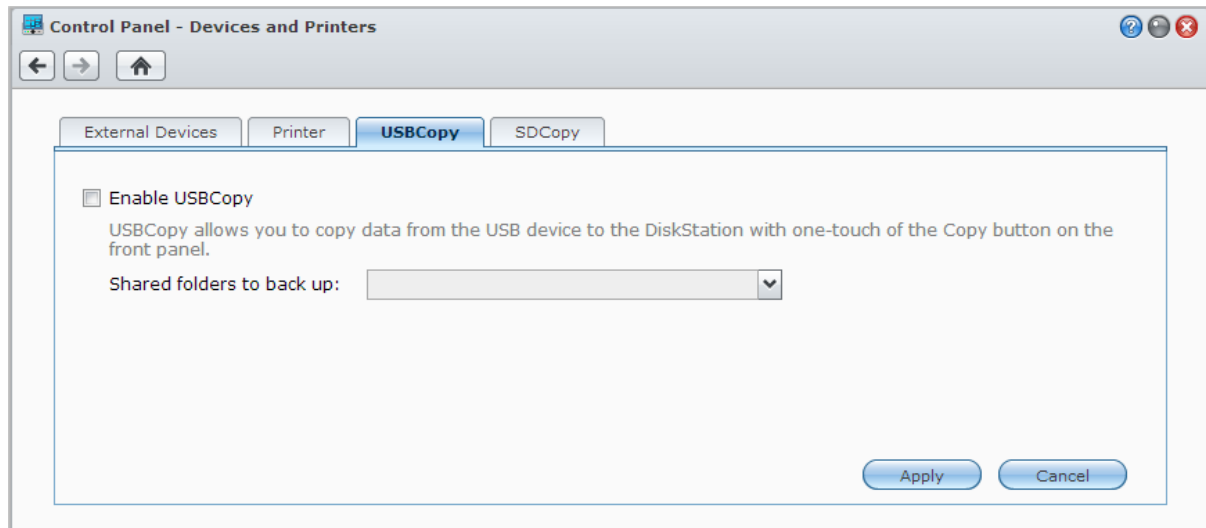 Control Panel - Devices and Printers
External Devices
Printer
USBCopy
SDCopy
Enable USBCopy
USBCopy allows you to copy data from the USB device to the DiskStation with one-touch of the Copy button on the
front panel.
Shared folders to back up:
Apply
Cancel